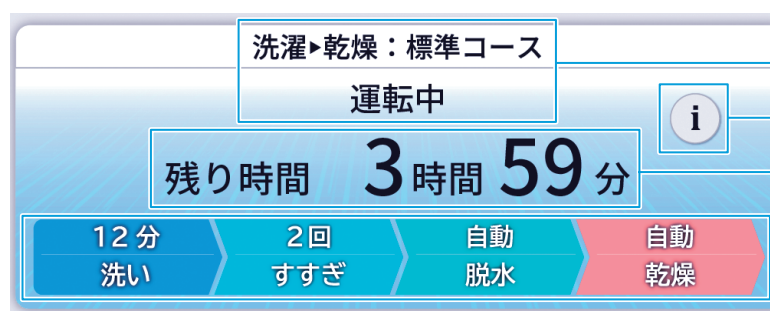 洗濯▶乾燥：標準コース
運転中
i
残り時間 3時間59分
12分 2回 自動 自動
洗い すすぎ 脱水 乾燥